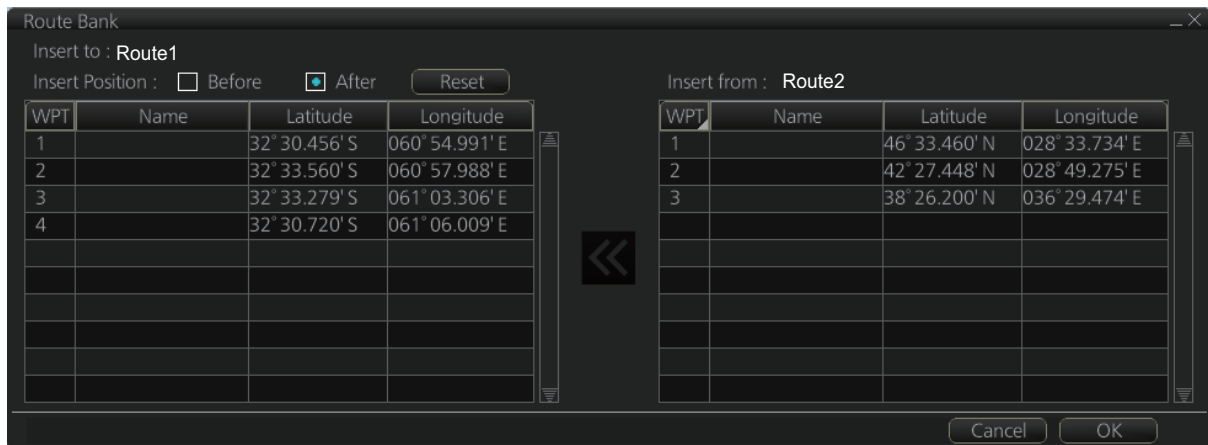 Route Bank
Insert to : Route1
Insert Position : Before After Reset
Insert from : Route2
WPT Name Latitude Longitude
1 32°30.456' S 060°54.991' E
2 32°33.560' S 060°57.988' E
3 32°33.279' S 061°03.306' E
4 32°30.720' S 061°06.009' E
WPT Name Latitude Longitude
1 46°33.460' N 028°33.734' E
2 42°27.448' N 028°49.275' E
3 38°26.200' N 036°29.474' E
Cancel OK